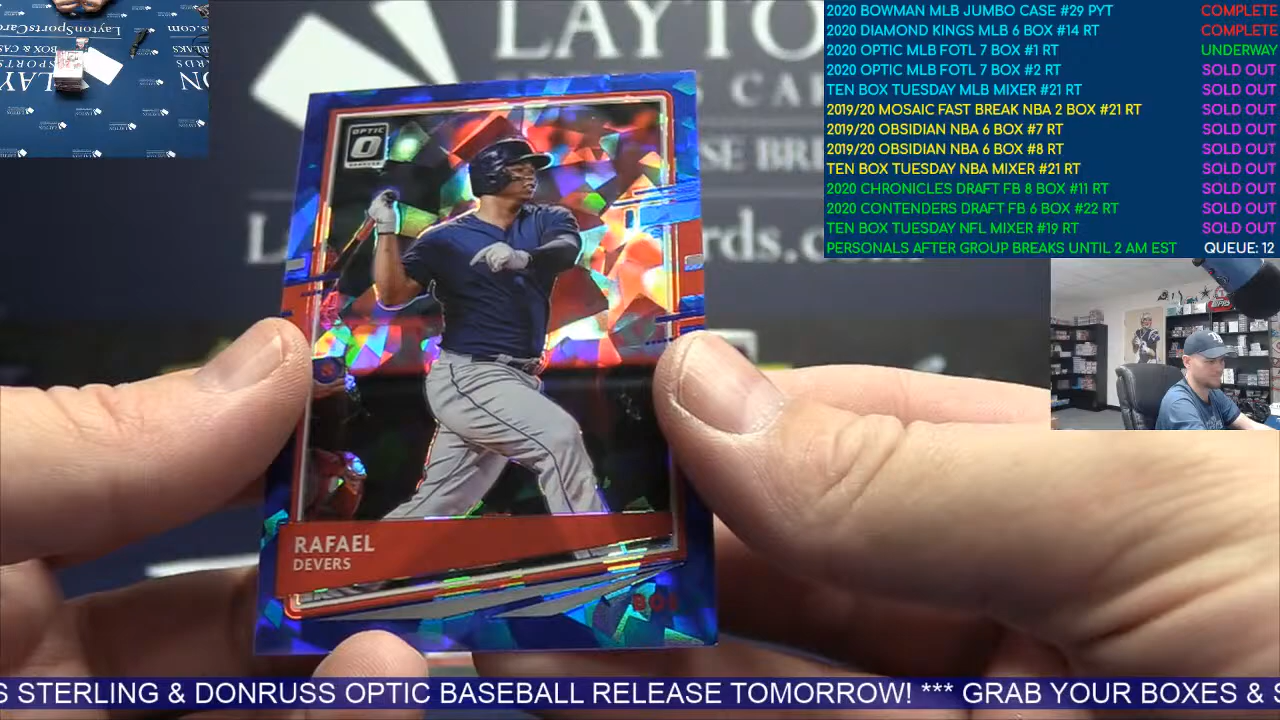 2020 BOWMAN MLB JUMBO CASE #29 PYT COMPLETE
2020 DIAMOND KINGS MLB 6 BOX #14 RT COMPLETE
2020 OPTIC MLB FOTL 7 BOX #1 RT UNDERWAY
2020 OPTIC MLB FOTL 7 BOX #2 RT SOLD OUT
TEN BOX TUESDAY MLB MIXER #21 RT SOLD OUT
2019/20 MOSAIC FAST BREAK NBA 2 BOX #21 RT SOLD OUT
2019/20 OBSIDIAN NBA 6 BOX #7 RT SOLD OUT
2019/20 OBSIDIAN NBA 6 BOX #8 RT SOLD OUT
TEN BOX TUESDAY NBA MIXER #21 RT SOLD OUT
2020 CHRONICLES DRAFT FB 8 BOX #11 RT SOLD OUT
2020 CONTENDERS DRAFT FB 6 BOX #22 RT SOLD OUT
TEN BOX TUESDAY NFL MIXER #19 RT SOLD OUT
PERSONALS AFTER GROUP BREAKS UNTIL 2 AM EST QUEUE: 12
LAYTO
S CA
SE BRE
L rds.com
OPTIC
RAFAEL
DEVERS
BOS
S STERLING & DONRUSS OPTIC BASEBALL RELEASE TOMORROW! *** GRAB YOUR BOXES & S